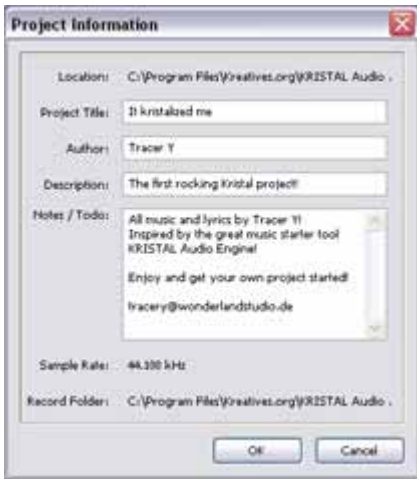 Project Information
Location: C:\Program Files\Kreatives.org\KRISTAL Audio .
Project Title: It kristalized me
Author: Tracer Y
Description: The first rocking Kristal project!
Notes / Todo: All music and lyrics by Tracer Y!
Inspired by the great music starter tool
KRISTAL Audio Engine!
Enjoy and get your own project started!
tracery@wonderlandstudio.de
Sample Rate: 44.100 kHz
Record Folder: C:\Program Files\Kreatives.org\KRISTAL Audio .
OK Cancel